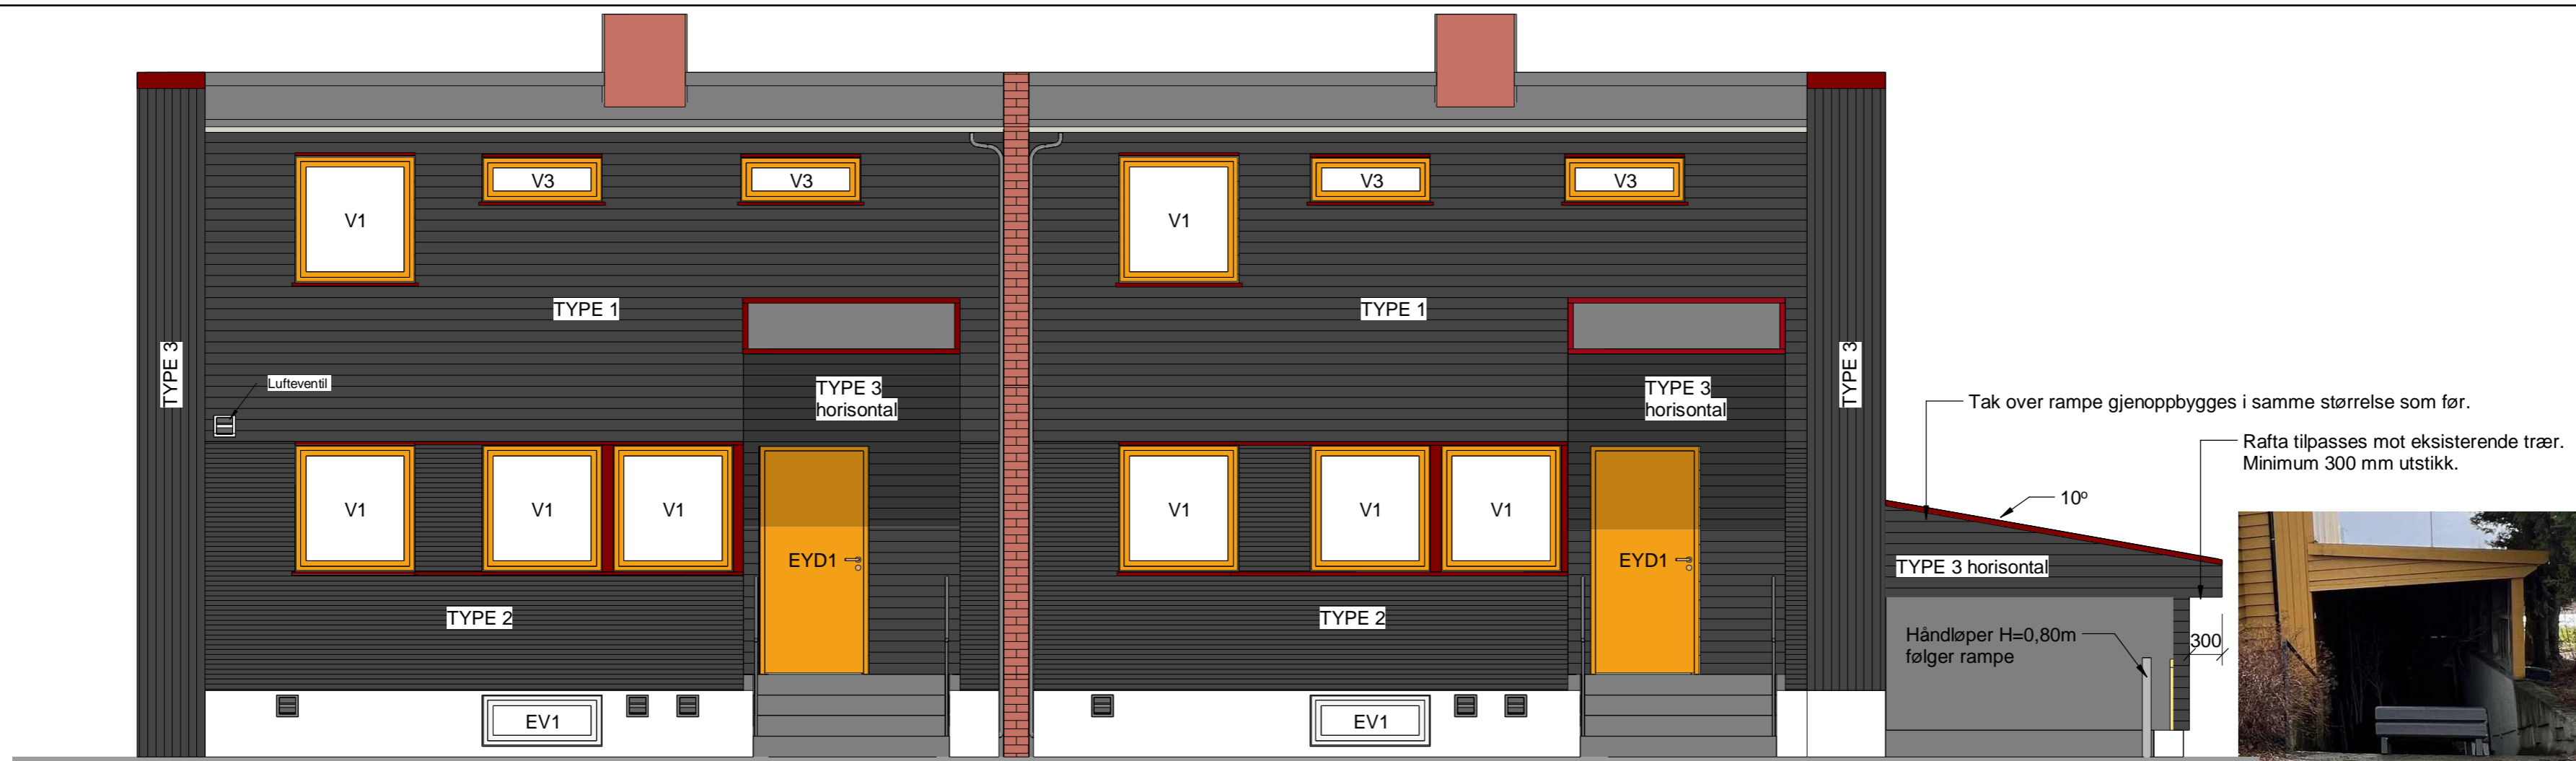 V3
V3
V3
V3
V1
V1
TYPE 1
TYPE 1
TYPE 3
TYPE 3
Lufteventil
TYPE 3
horisontal
TYPE 3
horisontal
Tak over rampe gjenoppbygges i samme størrelse som før.
Rafta tilpasses mot eksisterende trær.
Minimum 300 mm utstikk.
10º
V1
V1
V1
V1
V1
V1
EYD1
EYD1
TYPE 3 horisontal
TYPE 2
TYPE 2
Håndløper H=0,80m
følger rampe
300
EV1
EV1